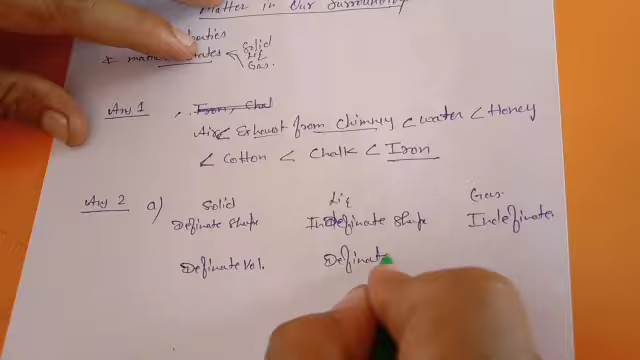 Matter in Our Surrounding
* states < Solid
Liq
Gas.
Ans 1 Iron, Chal
Air < Exhaust from chimney < water < Honey
< Cotton < Chalk < Iron
Ans 2 a) Solid Liq Gas.
Definate Shape Indefinate Shape Indefinate
Definate Vol. Definate